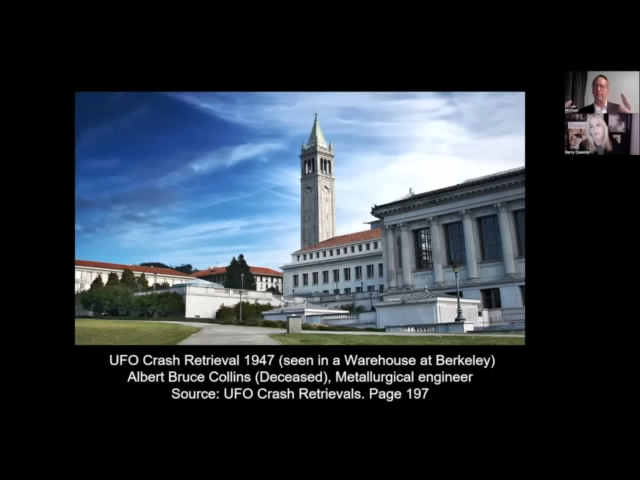 UFO Crash Retrieval 1947 (seen in a Warehouse at Berkeley)
Albert Bruce Collins (Deceased), Metallurgical engineer
Source: UFO Crash Retrievals. Page 197